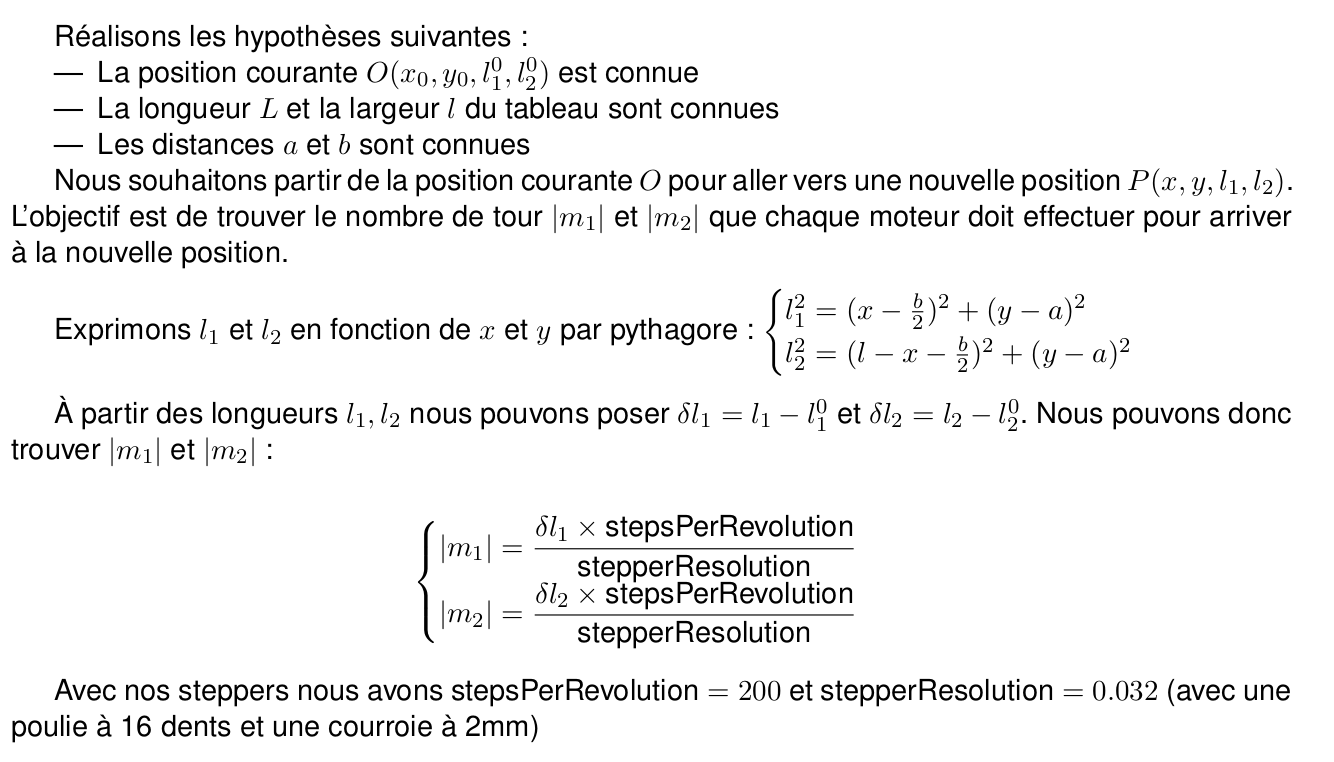 Réalisons les hypothèses suivantes :
— La position courante $O(x_0, y_0, l_1^0, l_2^0)$ est connue
— La longueur $L$ et la largeur $l$ du tableau sont connues
— Les distances $a$ et $b$ sont connues
Nous souhaitons partir de la position courante $O$ pour aller vers une nouvelle position $P(x, y, l_1, l_2)$.
L'objectif est de trouver le nombre de tour $|m_1|$ et $|m_2|$ que chaque moteur doit effectuer pour arriver
à la nouvelle position.
Exprimons $l_1$ et $l_2$ en fonction de $x$ et $y$ par pythagore : $\begin{cases} l_1^2 = (x - \frac{b}{2})^2 + (y - a)^2 \\ l_2^2 = (l - x - \frac{b}{2})^2 + (y - a)^2 \end{cases}$
À partir des longueurs $l_1, l_2$ nous pouvons poser $\delta l_1 = l_1 - l_1^0$ et $\delta l_2 = l_2 - l_2^0$. Nous pouvons donc
trouver $|m_1|$ et $|m_2|$ :
$\begin{cases} |m_1| = \dfrac{\delta l_1 \times \text{stepsPerRevolution}}{\text{stepperResolution}} \\ |m_2| = \dfrac{\delta l_2 \times \text{stepsPerRevolution}}{\text{stepperResolution}} \end{cases}$
Avec nos steppers nous avons stepsPerRevolution $= 200$ et stepperResolution $= 0.032$ (avec une
poulie à 16 dents et une courroie à 2mm)